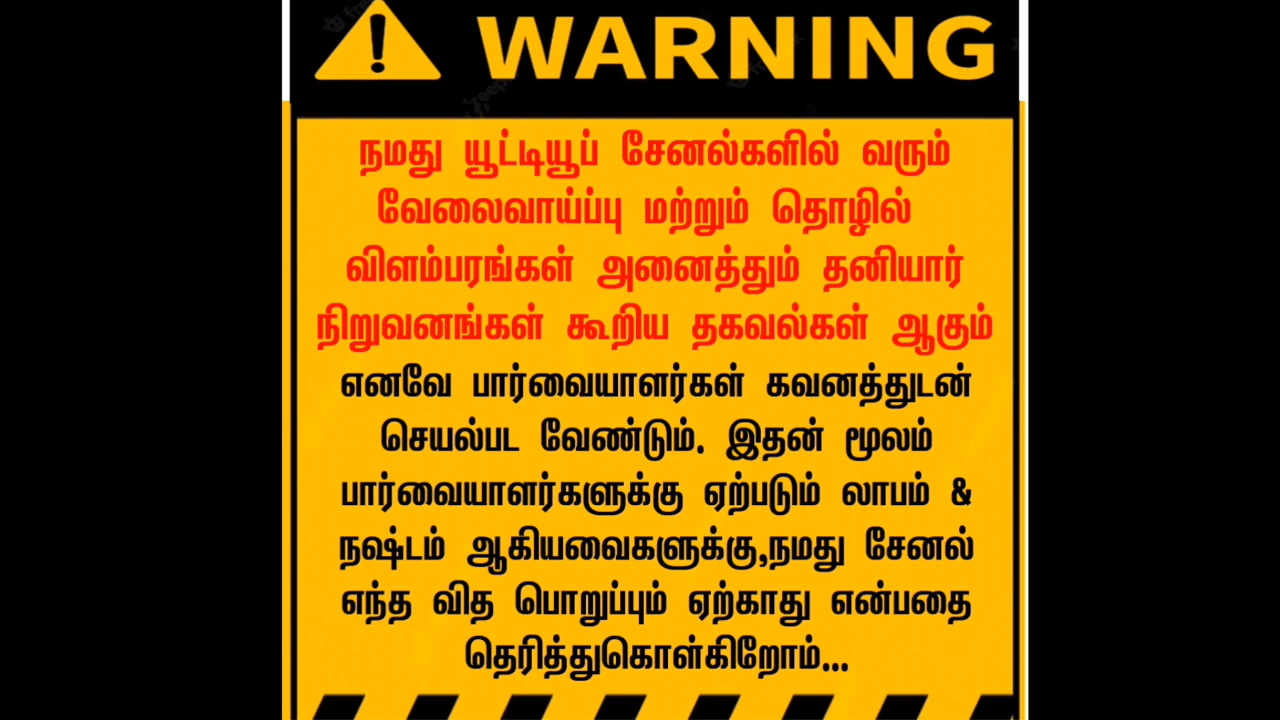 WARNING
நமது யூட்டியூப் சேனல்களில் வரும்
வேலைவாய்ப்பு மற்றும் தொழில்
விளம்பரங்கள் அனைத்தும் தனியார்
நிறுவனங்கள் கூறிய தகவல்கள் ஆகும்
எனவே பார்வையாளர்கள் கவனத்துடன்
செயல்பட வேண்டும். இதன் மூலம்
பார்வையாளர்களுக்கு ஏற்படும் லாபம் &
நஷ்டம் ஆகியவைகளுக்கு,நமது சேனல்
எந்த வித பொறுப்பும் ஏற்காது என்பதை
தெரித்துகொள்கிறோம்...